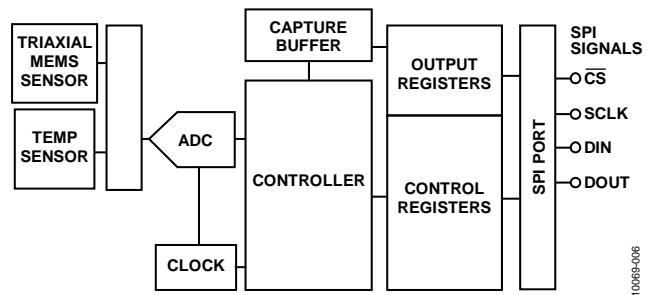 TRIAXIAL
MEMS
SENSOR
TEMP
SENSOR
ADC
CLOCK
CAPTURE
BUFFER
CONTROLLER
OUTPUT
REGISTERS
CONTROL
REGISTERS
SPI PORT
SPI
SIGNALS
C̅S̅
SCLK
DIN
DOUT
10069-006